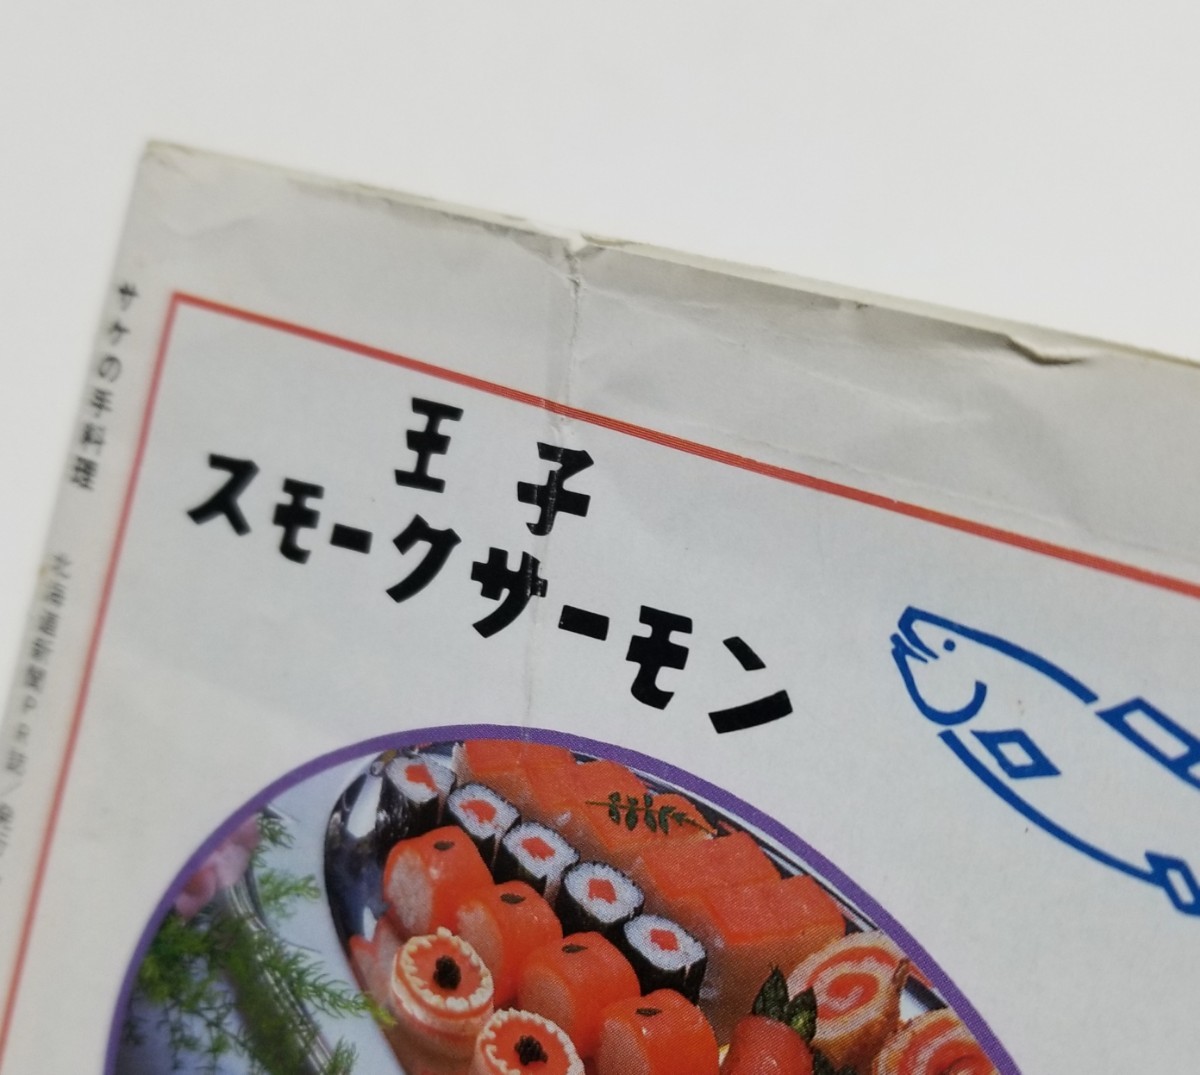 王子
スモークサーモン
サケの手料理